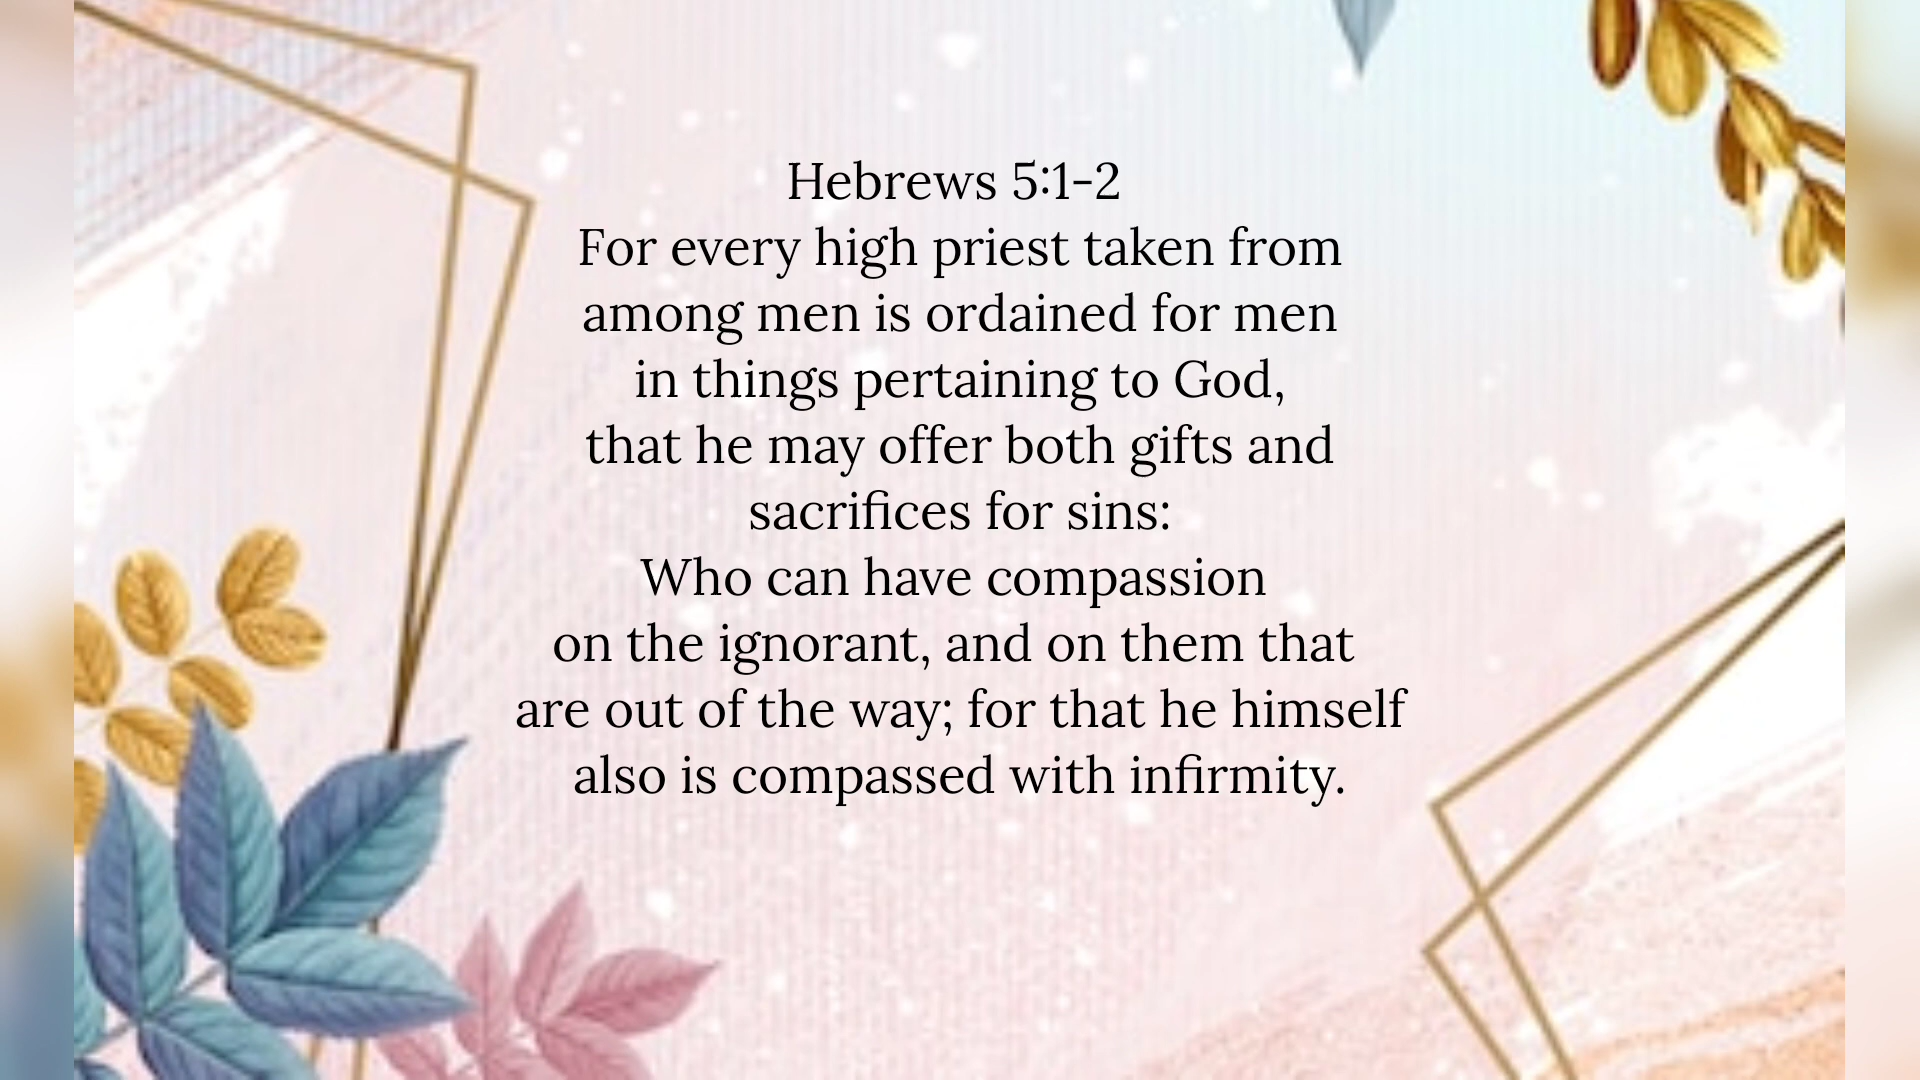 Hebrews 5:1-2
For every high priest taken from
among men is ordained for men
in things pertaining to God,
that he may offer both gifts and
sacrifices for sins:
Who can have compassion
on the ignorant, and on them that
are out of the way; for that he himself
also is compassed with infirmity.